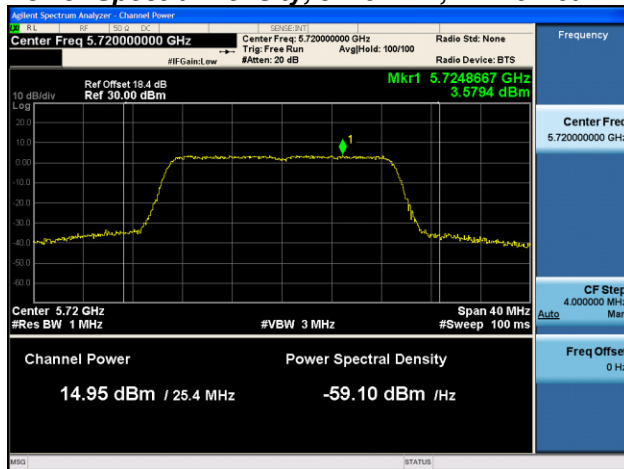 Agilent Spectrum Analyzer - Channel Power
RL RF 50 Ω DC SENSE:INT
Center Freq 5.720000000 GHz
Center Freq: 5.720000000 GHz
Radio Std: None
Trig: Free Run Avg|Hold: 100/100
#IFGain:Low #Atten: 20 dB Radio Device: BTS
Frequency
Mkr1 5.7248667 GHz
3.5794 dBm
Ref Offset 18.4 dB
10 dB/div Ref 30.00 dBm
Log
20.0
10.0
0.00
-10.0
-20.0
-30.0
-40.0
-50.0
-60.0
1
Center 5.72 GHz Span 40 MHz
#Res BW 1 MHz #VBW 3 MHz #Sweep 100 ms
Channel Power Power Spectral Density
14.95 dBm / 25.4 MHz -59.10 dBm /Hz
Center Freq
5.720000000 GHz
CF Step
4.000000 MHz
Auto Man
Freq Offset
0 Hz
MSG STATUS